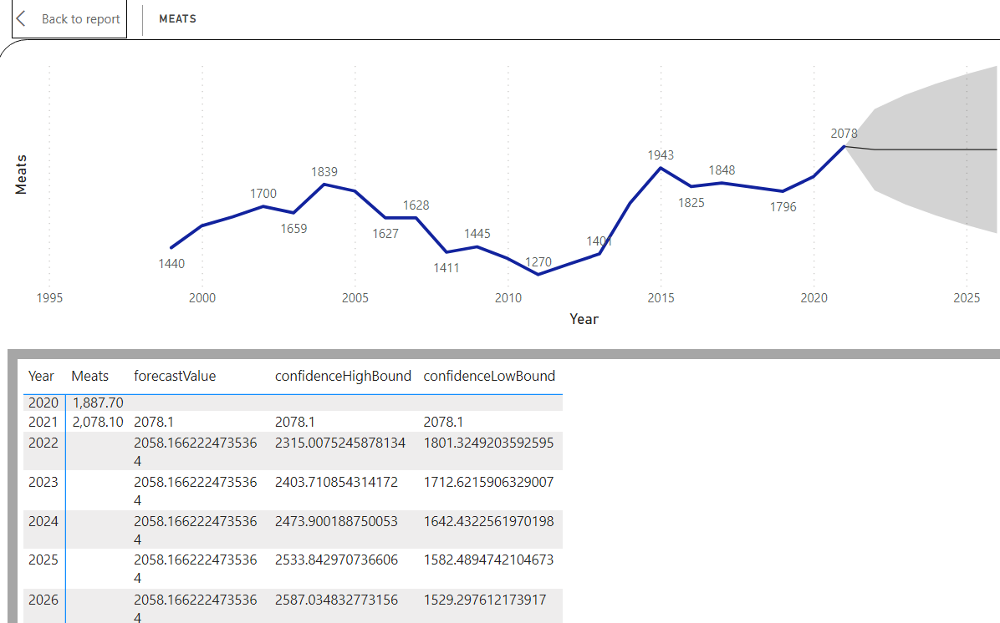 Back to report
MEATS
Meats
2078
1943
1839
1848
1700
1628
1825
1796
1659
1627
1445
1401
1440
1411
1270
1995 2000 2005 2010 2015 2020 2025
Year
Year Meats forecastValue confidenceHighBound confidenceLowBound
2020 1,887.70
2021 2,078.10 2078.1 2078.1 2078.1
2022 2058.166222473536 2315.0075245878134 1801.3249203592595
4
2023 2058.166222473536 2403.710854314172 1712.6215906329007
4
2024 2058.166222473536 2473.900188750053 1642.4322561970198
4
2025 2058.166222473536 2533.842970736606 1582.4894742104673
4
2026 2058.166222473536 2587.034832773156 1529.297612173917
4